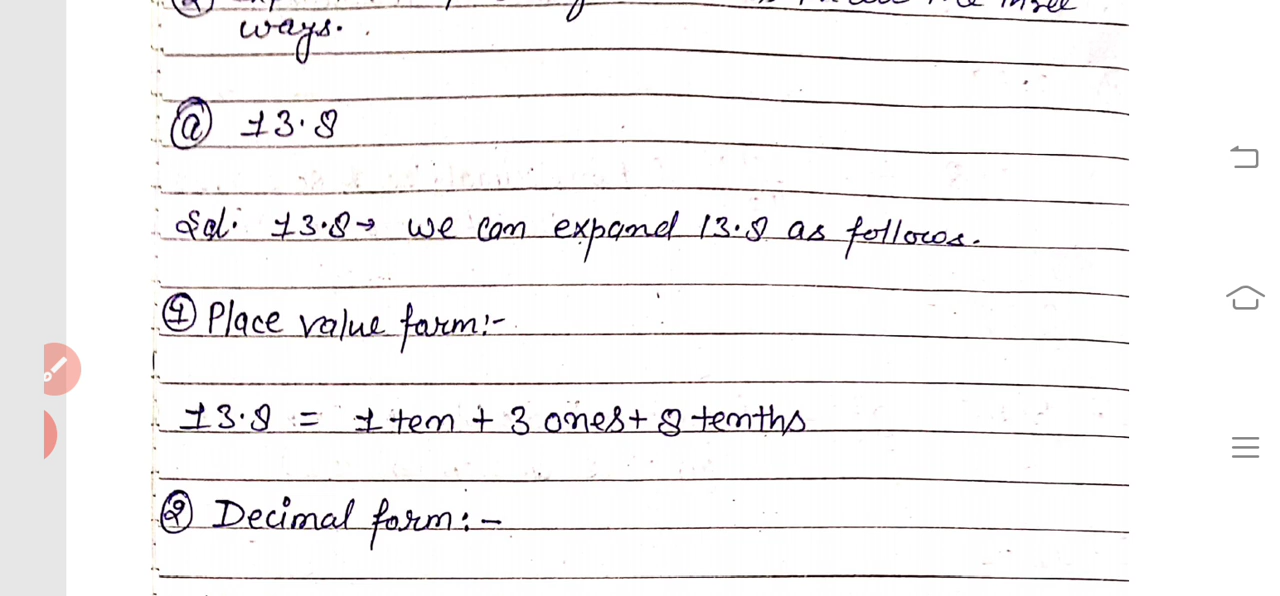 ways.
(a) 13.8
Sol. 13.8→ we can expand 13.8 as follows.
① Place value form:-
13.8 = 1 ten + 3 ones + 8 tenths
② Decimal form:-